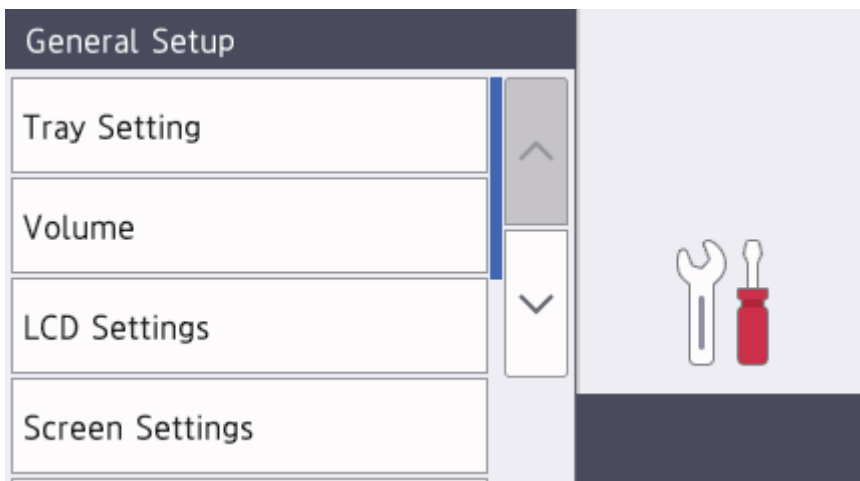 General Setup
Tray Setting
Volume
LCD Settings
Screen Settings